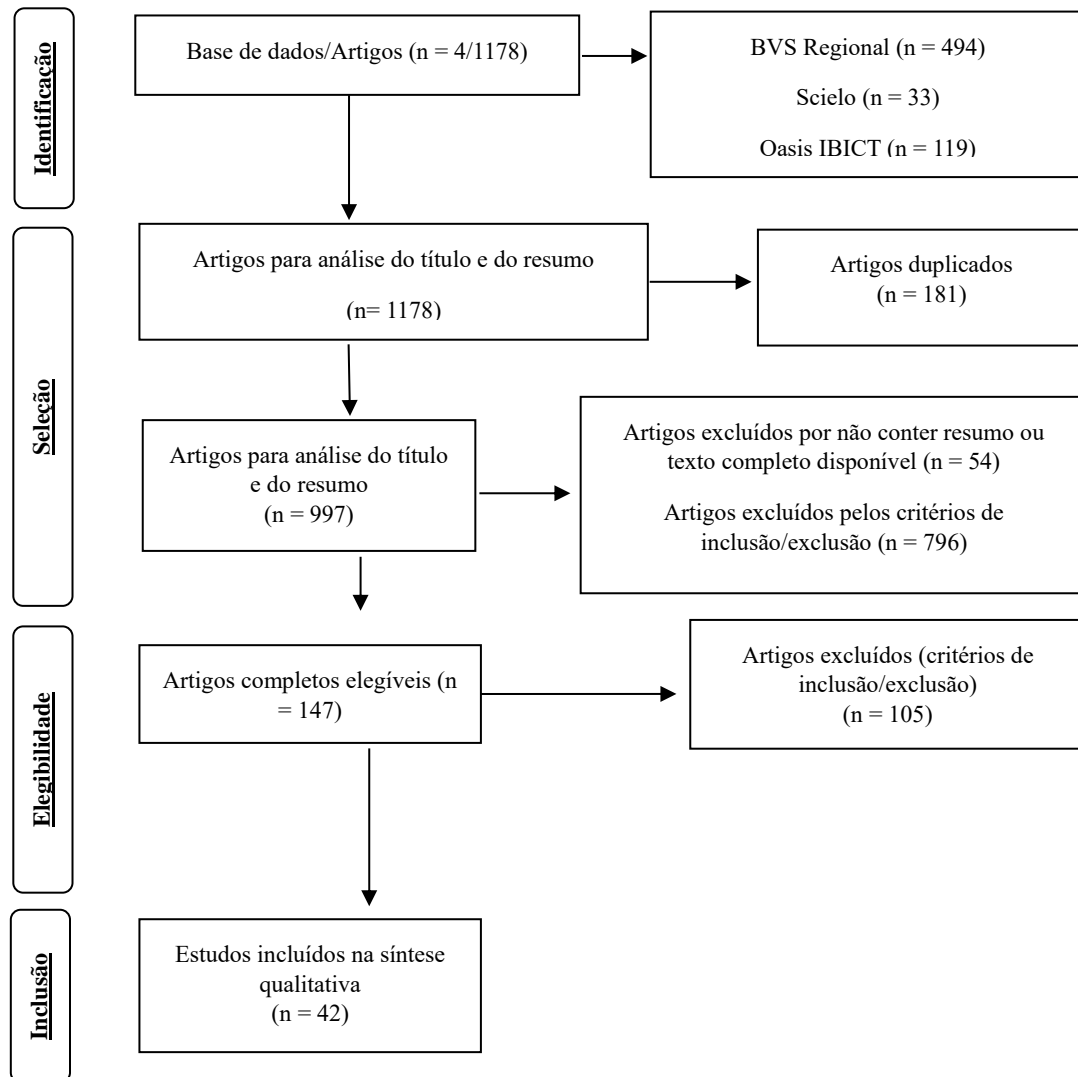 Identificação
Base de dados/Artigos (n = 4/1178)
BVS Regional (n = 494)
Scielo (n = 33)
Oasis IBICT (n = 119)
Seleção
Artigos para análise do título e do resumo
(n= 1178)
Artigos duplicados
(n = 181)
Artigos para análise do título
e do resumo
(n = 997)
Artigos excluídos por não conter resumo ou
texto completo disponível (n = 54)
Artigos excluídos pelos critérios de
inclusão/exclusão (n = 796)
Elegibilidade
Artigos completos elegíveis (n
= 147)
Artigos excluídos (critérios de
inclusão/exclusão)
(n = 105)
Inclusão
Estudos incluídos na síntese
qualitativa
(n = 42)